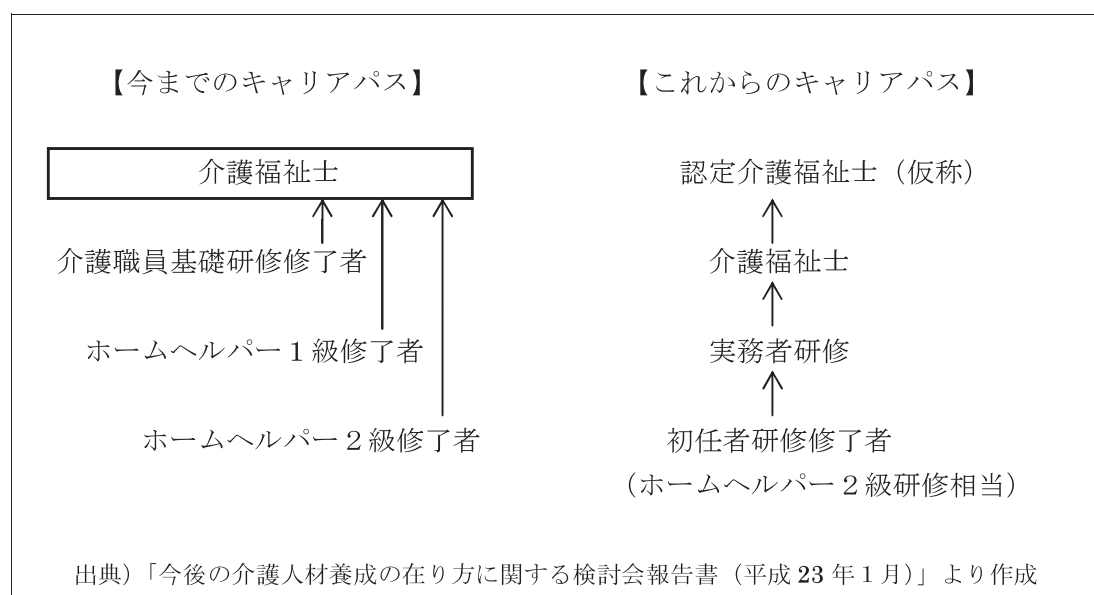 【今までのキャリアパス】
介護福祉士
介護職員基礎研修修了者
ホームヘルパー１級修了者
ホームヘルパー２級修了者
【これからのキャリアパス】
認定介護福祉士（仮称）
介護福祉士
実務者研修
初任者研修修了者
（ホームヘルパー２級研修相当）
出典）「今後の介護人材養成の在り方に関する検討会報告書（平成 23 年１月）」より作成